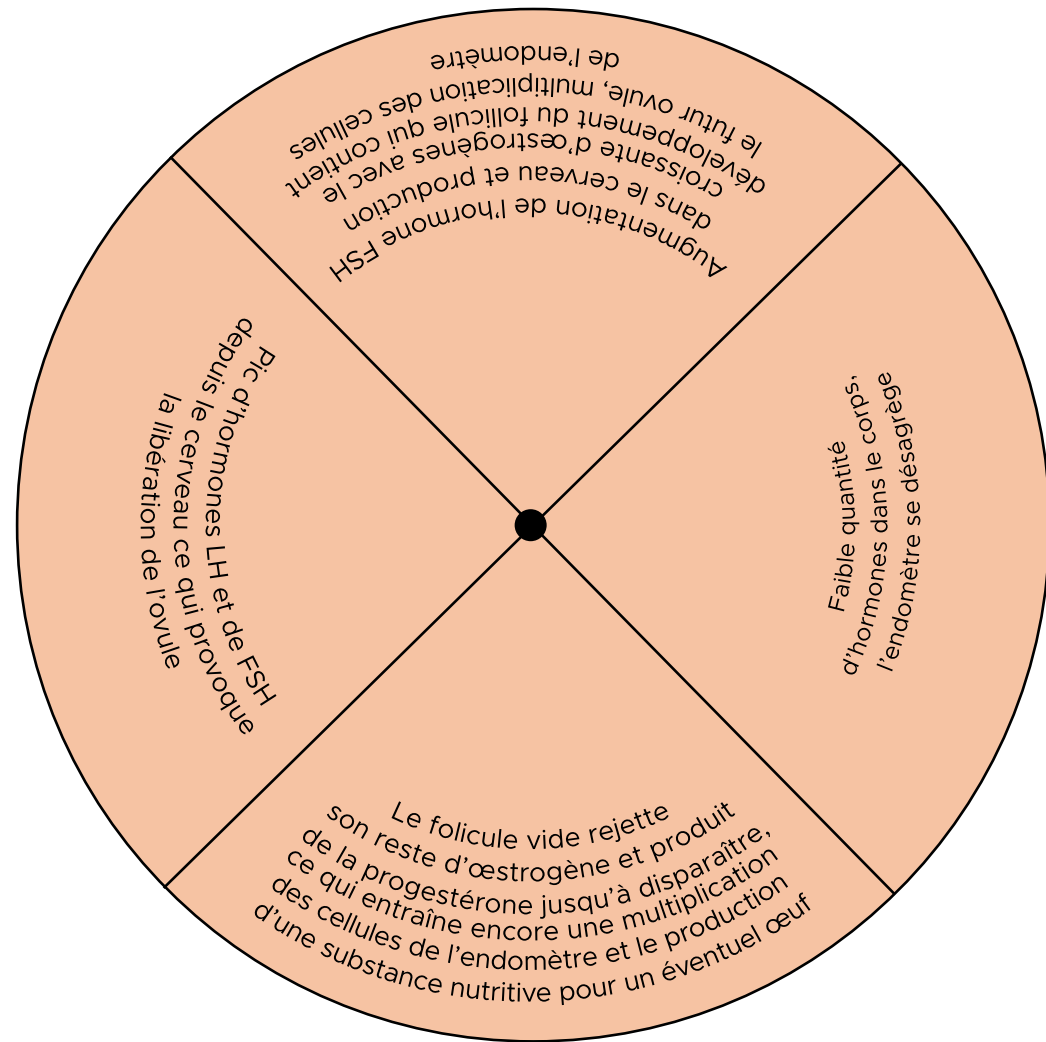 Augmentation de l'hormone FSH
dans le cerveau et production
croissante d'œstrogènes avec le
développement du follicule qui contient
le futur ovule, multiplication des cellules
de l'endomètre
Pic d'hormones LH et de FSH
depuis le cerveau ce qui provoque
la libération de l'ovule
Faible quantité
d'hormones dans le corps,
l'endomètre se désagrège
Le folicule vide rejette
son reste d'œstrogène et produit
de la progestérone jusqu'à disparaître,
ce qui entraîne encore une multiplication
des cellules de l'endomètre et le production
d'une substance nutritive pour un éventuel œuf